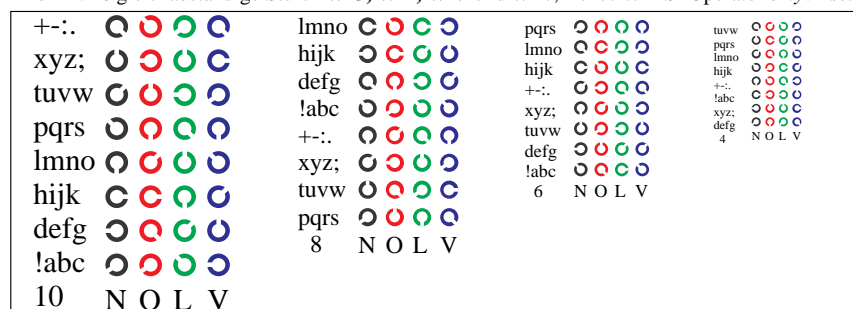 +-:.
xyz;
tuvw
pqrs
lmno
hijk
defg
!abc
10 N O L V
lmno
hijk
defg
!abc
+-:.
xyz;
tuvw
pqrs
8 N O L V
pqrs
lmno
hijk
+-:.
xyz;
tuvw
defg
!abc
6 N O L V
tuvw
pqrs
lmno
hijk
+-:.
!abc
xyz;
defg
4 N O L V